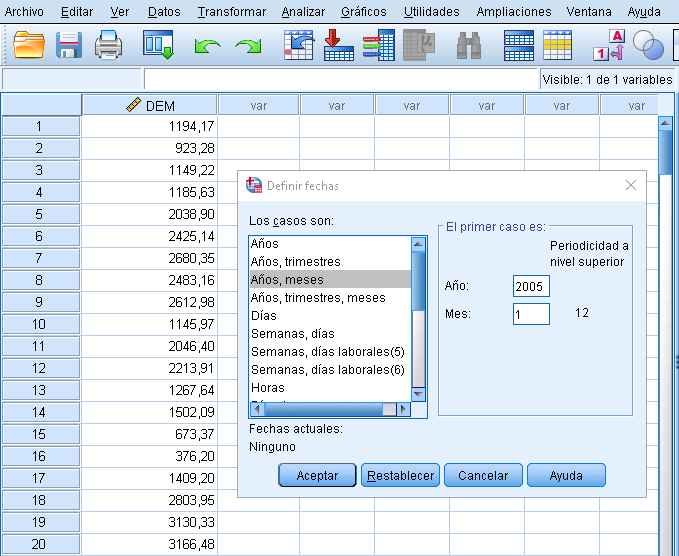 Archivo Editar Ver Datos Transformar Analizar Gráficos Utilidades Ampliaciones Ventana Ayuda
A
1
Visible: 1 de 1 variables
DEM var var var var var var
1 1194,17
2 923,28
3 1149,22
4 1185,63
5 2038,90
6 2425,14
7 2680,35
8 2483,16
9 2612,98
10 1145,97
11 2046,40
12 2213,91
13 1267,64
14 1502,09
15 673,37
16 376,20
17 1409,20
18 2803,95
19 3130,33
20 3166,48
Definir fechas
Los casos son:
Años
Años, trimestres
Años, meses
Años, trimestres, meses
Días
Semanas, días
Semanas, días laborales(5)
Semanas, días laborales(6)
Horas
El primer caso es:
Periodicidad a
nivel superior
Año: 2005
Mes: 1 12
Fechas actuales:
Ninguno
Aceptar Restablecer Cancelar Ayuda